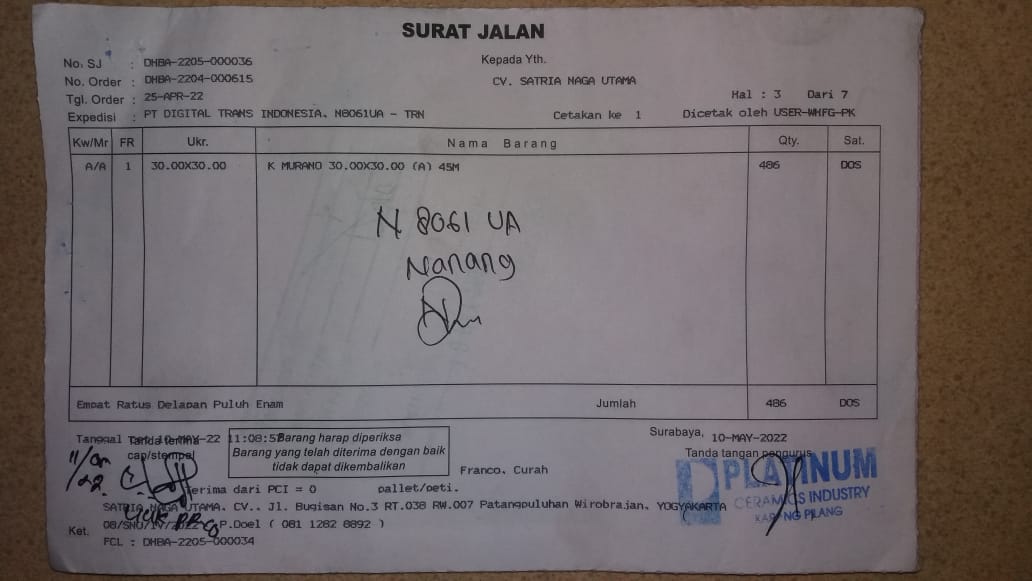 SURAT JALAN
No. SJ : DHBA-2205-000036
Kepada Yth.
No. Order : DHBA-2204-000615
CV. SATRIA NAGA UTAMA
Tgl. Order : 25-APR-22
Hal : 3 Dari 7
Expedisi : PT DIGITAL TRANS INDONESIA. N8061UA - TRN
Cetakan ke 1
Dicetak oleh USER-WHFG-PK
Kw/Mr FR Ukr. Nama Barang Qty. Sat.
A/A 1 30.00X30.00 K MURANO 30.00X30.00 (A) 45M 486 DOS
N 8061 UA
Nanang
Empat Ratus Delapan Puluh Enam Jumlah 486 DOS
Tanggal 10-MAY-22 11:08:52
Tanda terima
cap/stempel
Barang harap diperiksa
Barang yang telah diterima dengan baik
tidak dapat dikembalikan
Surabaya, 10-MAY-2022
Tanda tangan pengurus
Franco. Curah
PLATINUM
CERAMICS INDUSTRY
KARANG PILANG
Terima dari PCI = 0 pallet/peti.
SATRIA NAGA UTAMA. CV.. Jl. Bugisan No.3 RT.038 RW.007 Patangpuluhan Wirobrajan. YOGYAKARTA
Ket. 08/SNU/IV/2022 P.Doel ( 081 1282 8892 )
FCL : DHBA-2205-000034